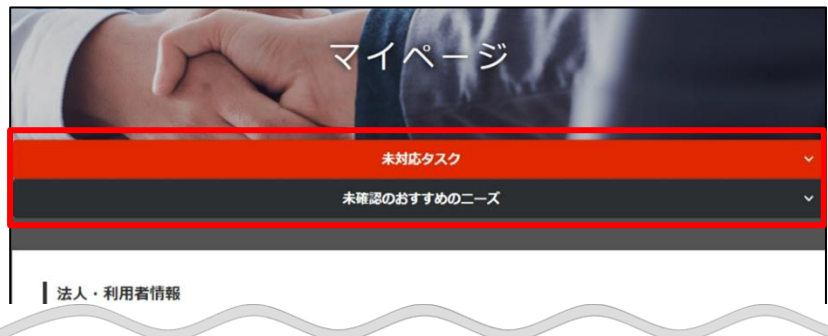 マイページ
未対応タスク
未確認のおすすめのニーズ
法人・利用者情報